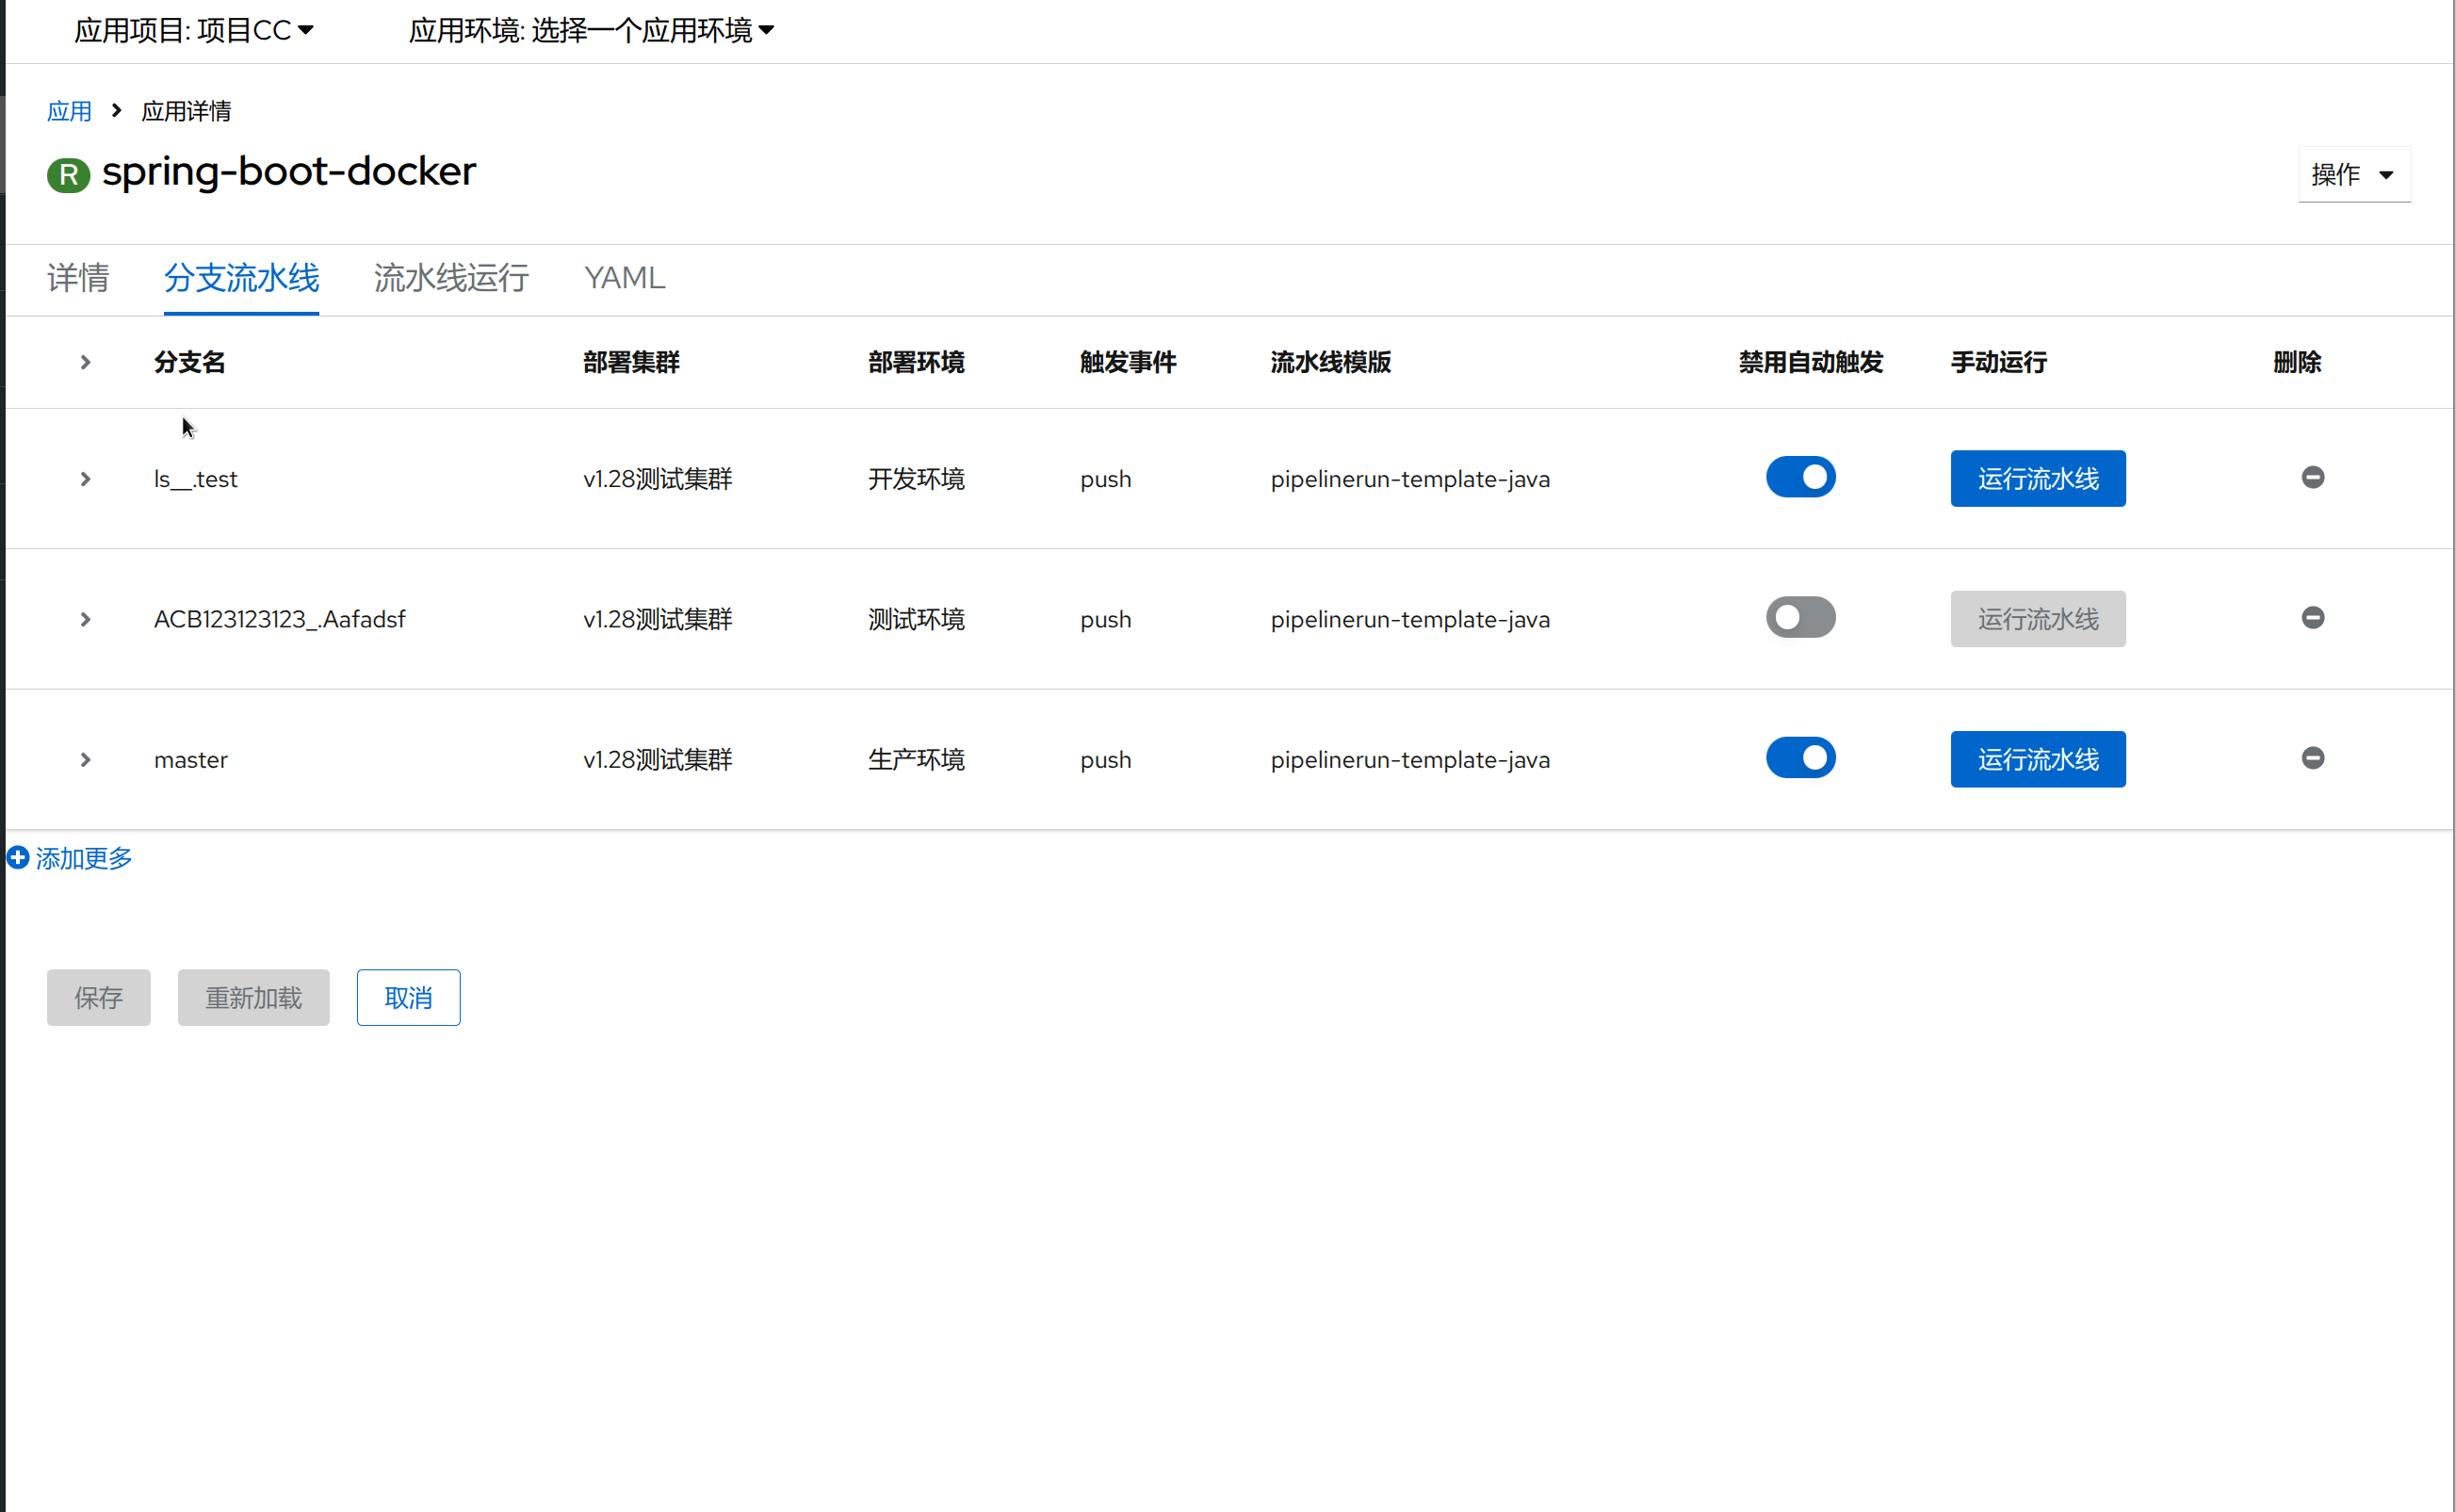 应用项目: 项目CC 应用环境: 选择一个应用环境
应用 应用详情
R spring-boot-docker 操作
详情 分支流水线 流水线运行 YAML
分支名 部署集群 部署环境 触发事件 流水线模版 禁用自动触发 手动运行 删除
ls__.test v1.28测试集群 开发环境 push pipelinerun-template-java 运行流水线
ACB123123123_.Aafadsf v1.28测试集群 测试环境 push pipelinerun-template-java 运行流水线
master v1.28测试集群 生产环境 push pipelinerun-template-java 运行流水线
添加更多
保存 重新加载 取消